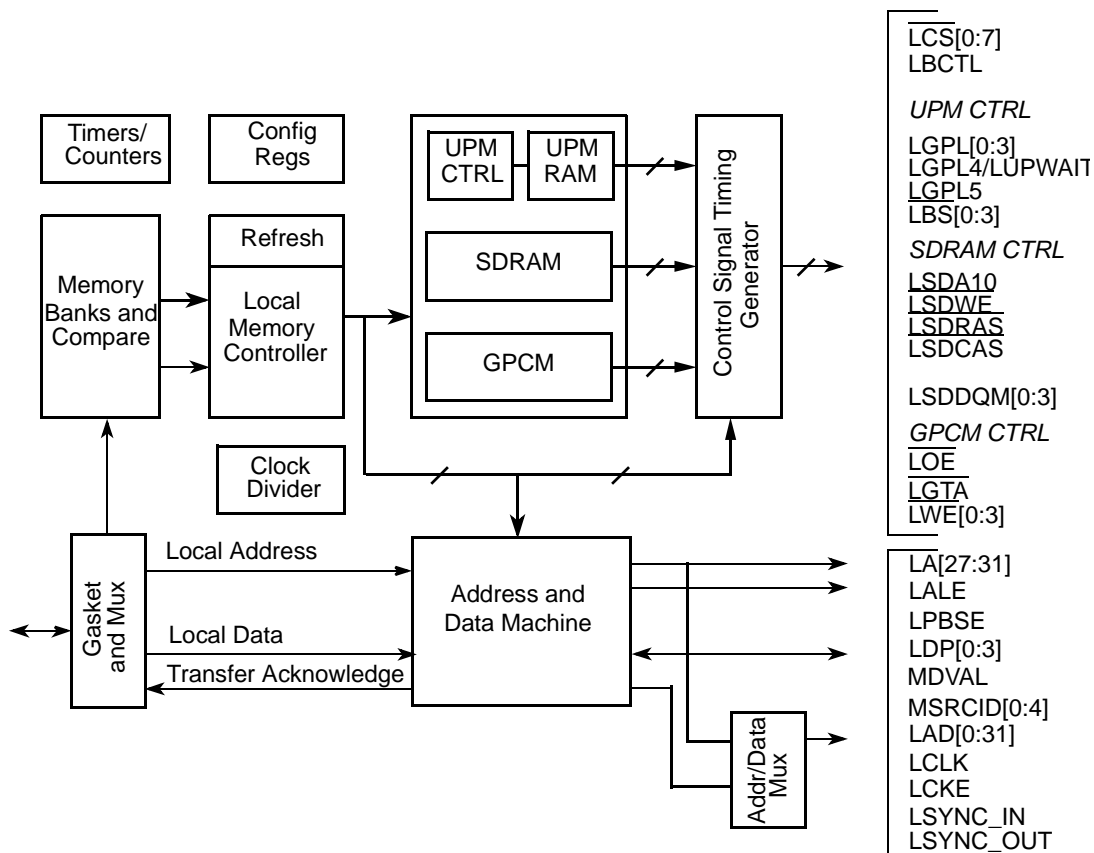 Timers/
Counters
Config
Regs
UPM
CTRL
UPM
RAM
SDRAM
GPCM
Control Signal Timing
Generator
Memory
Banks and
Compare
Refresh
Local
Memory
Controller
Clock
Divider
Gasket
and Mux
Local Address
Local Data
Transfer Acknowledge
Address and
Data Machine
Addr/Data
Mux
LCS[0:7]
LBCTL
UPM CTRL
LGPL[0:3]
LGPL4/LUPWAIT
LGPL5
LBS[0:3]
SDRAM CTRL
LSDA10
LSDWE
LSDRAS
LSDCAS
LSDDQM[0:3]
GPCM CTRL
LOE
LGTA
LWE[0:3]
LA[27:31]
LALE
LPBSE
LDP[0:3]
MDVAL
MSRCID[0:4]
LAD[0:31]
LCLK
LCKE
LSYNC_IN
LSYNC_OUT